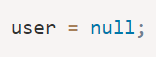 user = null;